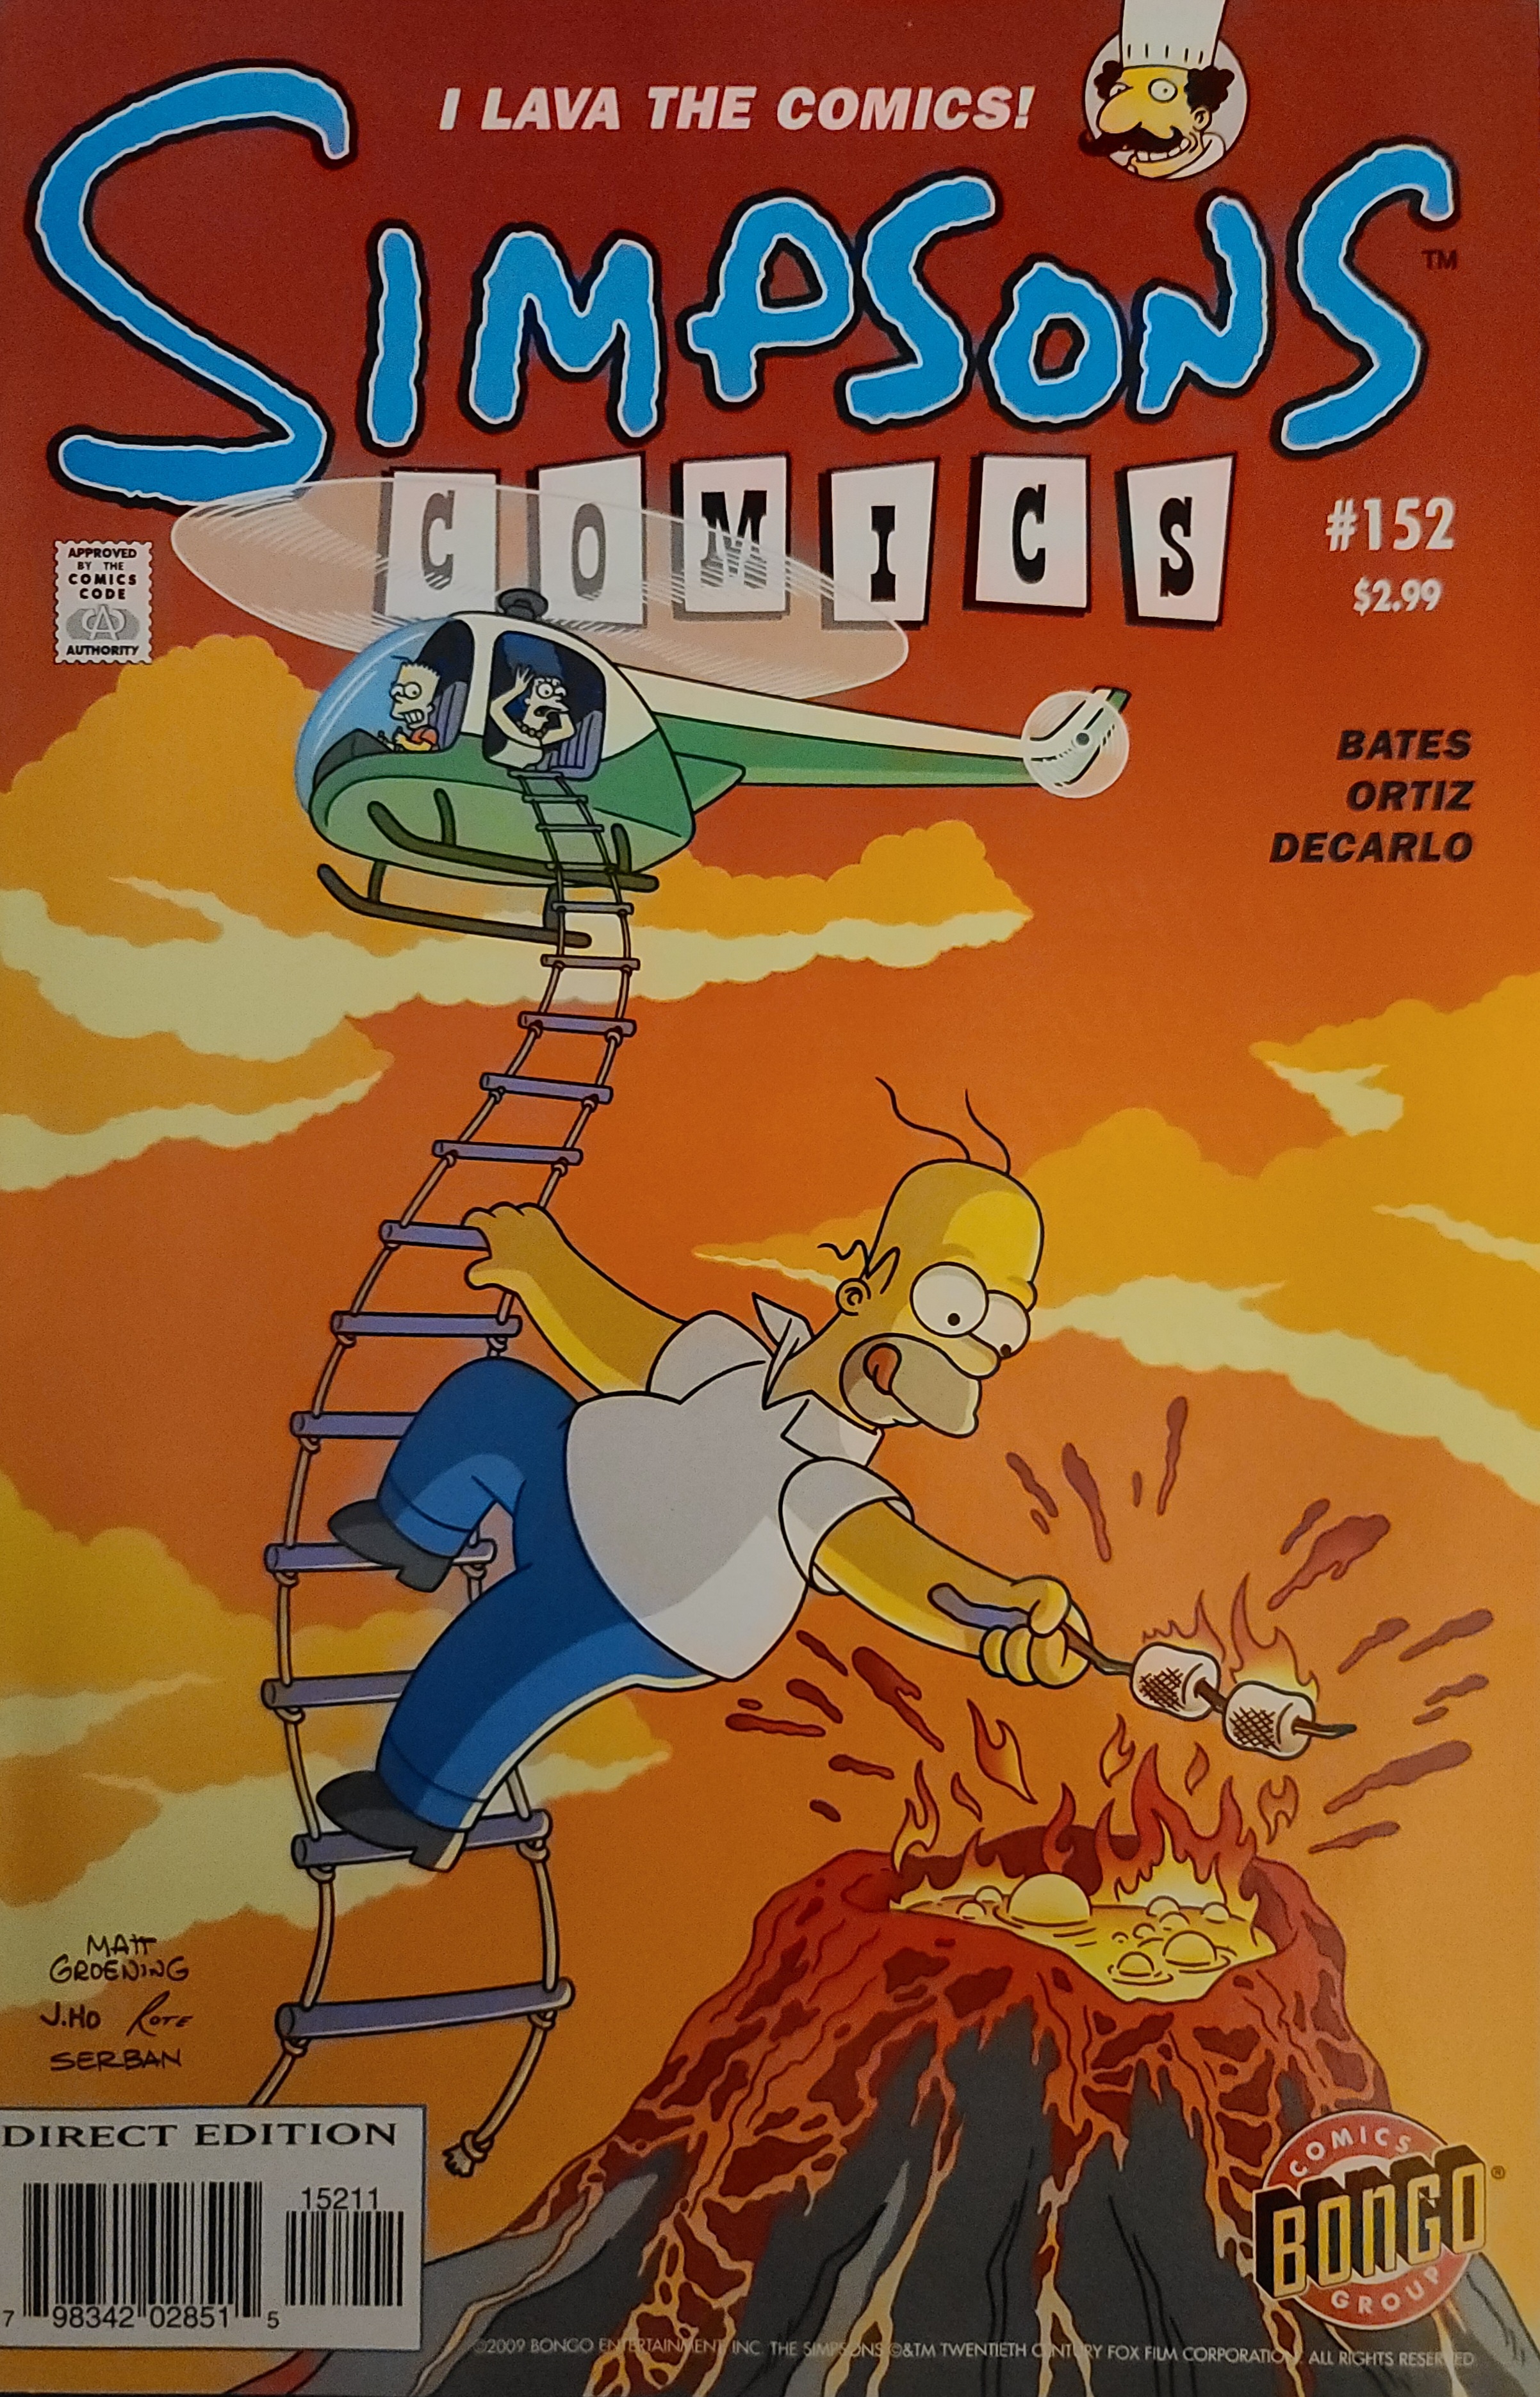 I LAVA THE COMICS!
SIMPSONS™
COMICS
#152
$2.99
APPROVED
BY THE
COMICS
CODE
CA
AUTHORITY
BATES
ORTIZ
DECARLO
MATT
GROENING
J.HO ROTE
SERBAN
DIRECT EDITION
15211
7 98342 02851 5
COMICS
BONGO®
GROUP
©2009 BONGO ENTERTAINMENT, INC. THE SIMPSONS ©&TM TWENTIETH CENTURY FOX FILM CORPORATION. ALL RIGHTS RESERVED